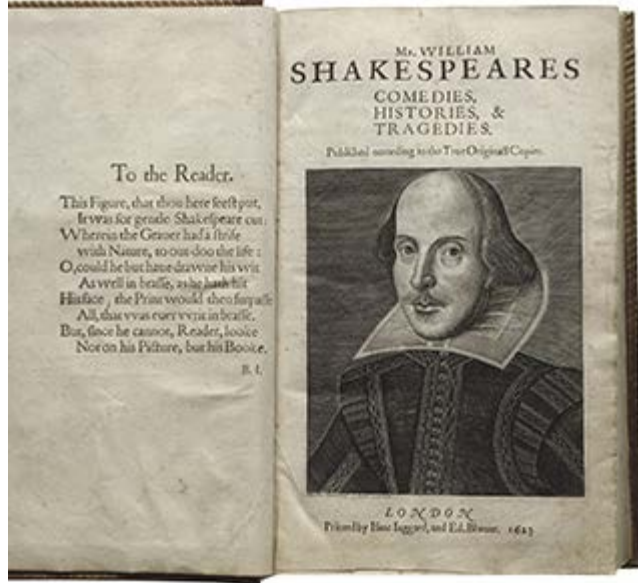 To the Reader.
This Figure, that thou here seeſt put,
It was for gentle Shakeſpeare cut:
Wherein the Grauer had a ſtrife
with Nature, to out-doo the life:
O, could he but haue drawne his wit
As well in braſſe, as he hath hit
His face, the Print would then ſurpaſſe
All, that vvas euer vvrit in braſſe.
But, ſince he cannot, Reader, looke
Not on his Picture, but his Booke.
B. I.
Mr. WILLIAM
SHAKESPEARES
COMEDIES,
HISTORIES, &
TRAGEDIES.
Publiſhed according to the True Originall Copies.
LONDON
Printed by Iſaac Iaggard, and Ed. Blount. 1623